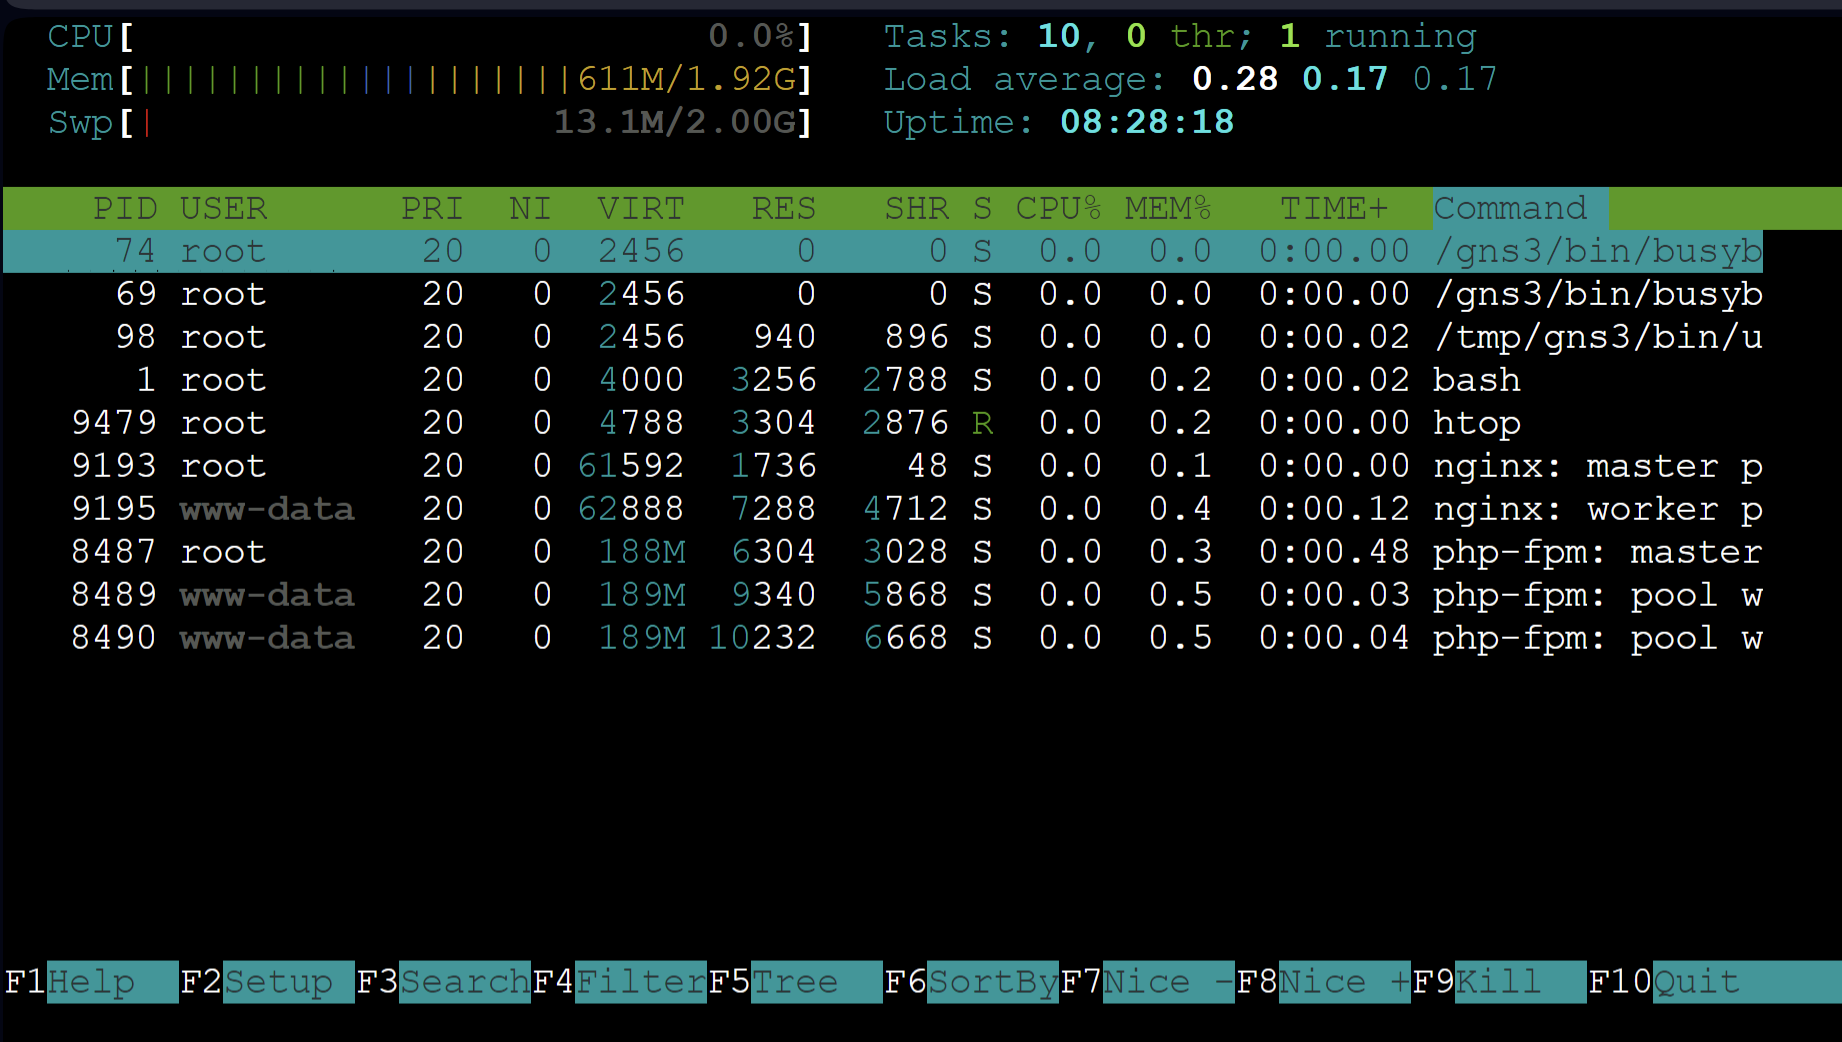 CPU[ 0.0%] Tasks: 10, 0 thr; 1 running
Mem[||||||||||||||||||||611M/1.92G] Load average: 0.28 0.17 0.17
Swp[| 13.1M/2.00G] Uptime: 08:28:18
PID USER PRI NI VIRT RES SHR S CPU% MEM% TIME+ Command
74 root 20 0 2456 0 0 S 0.0 0.0 0:00.00 /gns3/bin/busyb
69 root 20 0 2456 0 0 S 0.0 0.0 0:00.00 /gns3/bin/busyb
98 root 20 0 2456 940 896 S 0.0 0.0 0:00.02 /tmp/gns3/bin/u
1 root 20 0 4000 3256 2788 S 0.0 0.2 0:00.02 bash
9479 root 20 0 4788 3304 2876 R 0.0 0.2 0:00.00 htop
9193 root 20 0 61592 1736 48 S 0.0 0.1 0:00.00 nginx: master p
9195 www-data 20 0 62888 7288 4712 S 0.0 0.4 0:00.12 nginx: worker p
8487 root 20 0 188M 6304 3028 S 0.0 0.3 0:00.48 php-fpm: master
8489 www-data 20 0 189M 9340 5868 S 0.0 0.5 0:00.03 php-fpm: pool w
8490 www-data 20 0 189M 10232 6668 S 0.0 0.5 0:00.04 php-fpm: pool w
F1Help F2Setup F3SearchF4FilterF5Tree F6SortByF7Nice -F8Nice +F9Kill F10Quit